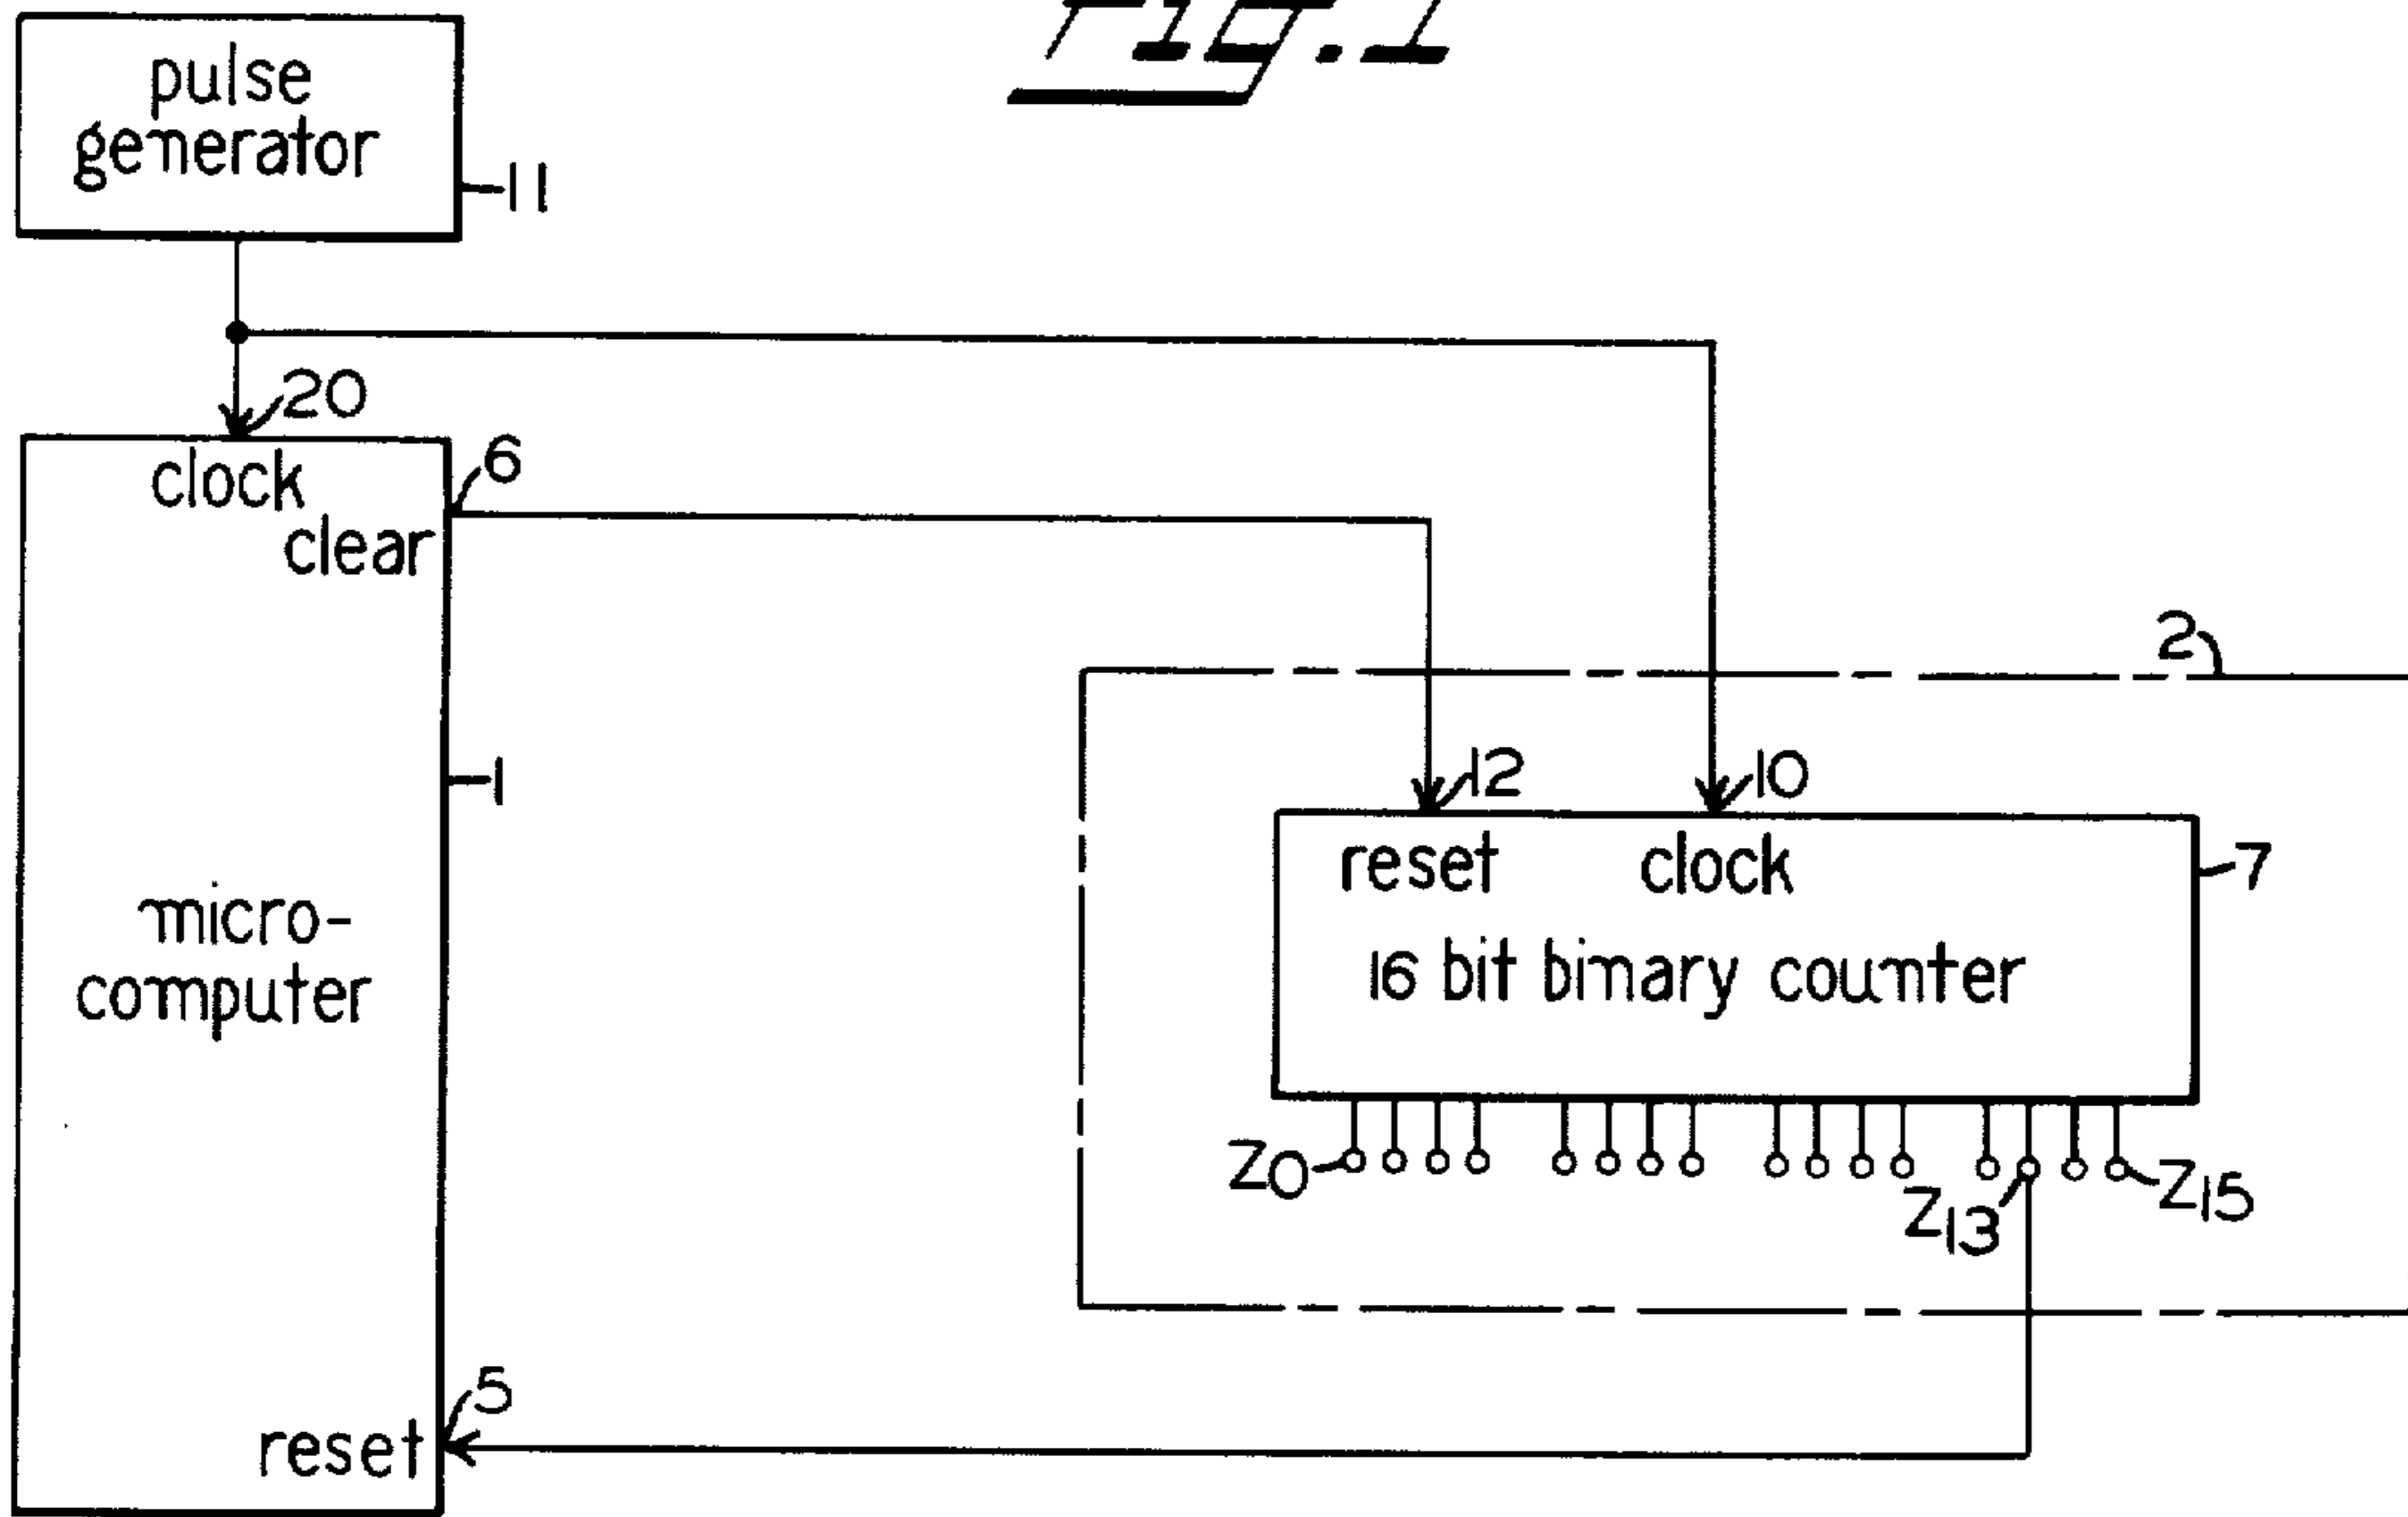 FIG.1
pulse
generator
11
20
clock
6
clear
2
1
12
10
reset clock
7
micro-
computer
16 bit binary counter
Z0
Z13
Z15
5
reset